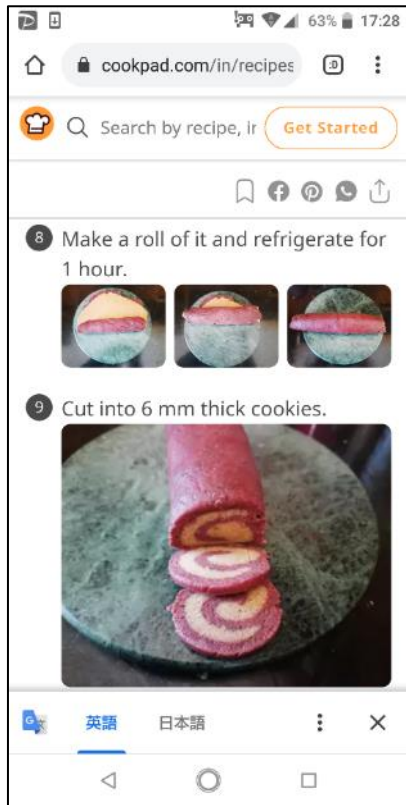 63% 17:28
cookpad.com/in/recipes
:D
Search by recipe, ir
Get Started
8 Make a roll of it and refrigerate for
1 hour.
9 Cut into 6 mm thick cookies.
英語 日本語